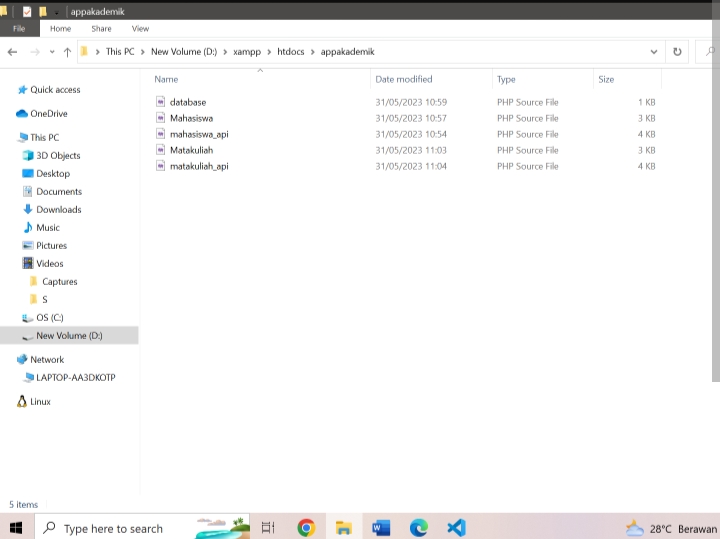 appakademik
File Home Share View
This PC New Volume (D:) xampp htdocs appakademik
Name Date modified Type Size
Quick access
OneDrive
This PC
3D Objects
Desktop
Documents
Downloads
Music
Pictures
Videos
Captures
S
OS (C:)
New Volume (D:)
Network
LAPTOP-AA3DKOTP
Linux
database 31/05/2023 10:59 PHP Source File 1 KB
Mahasiswa 31/05/2023 10:57 PHP Source File 3 KB
mahasiswa_api 31/05/2023 10:54 PHP Source File 4 KB
Matakuliah 31/05/2023 11:03 PHP Source File 3 KB
matakuliah_api 31/05/2023 11:04 PHP Source File 4 KB
5 items
Type here to search 28°C Berawan